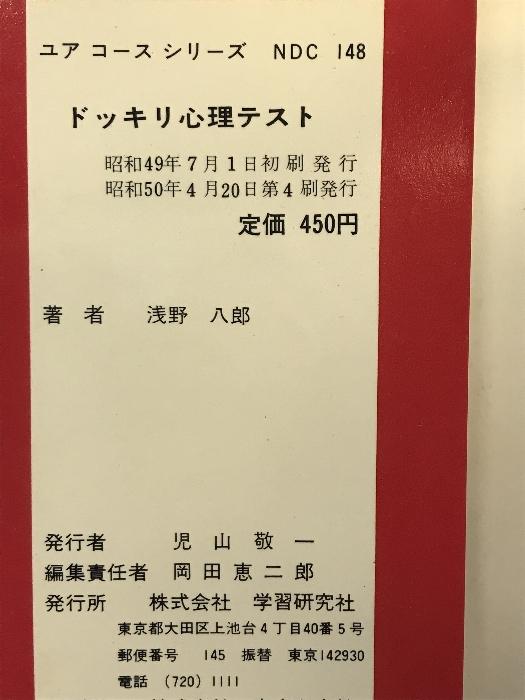 ユア コース シリーズ NDC 148
ドッキリ心理テスト
昭和49年7月1日初刷発行
昭和50年4月20日第4刷発行
定価 450円
著者 浅野 八郎
発行者 児山敬一
編集責任者 岡田恵二郎
発行所 株式会社 学習研究社
東京都大田区上池台4丁目40番5号
郵便番号 145 振替 東京142930
電話 (720) 1111